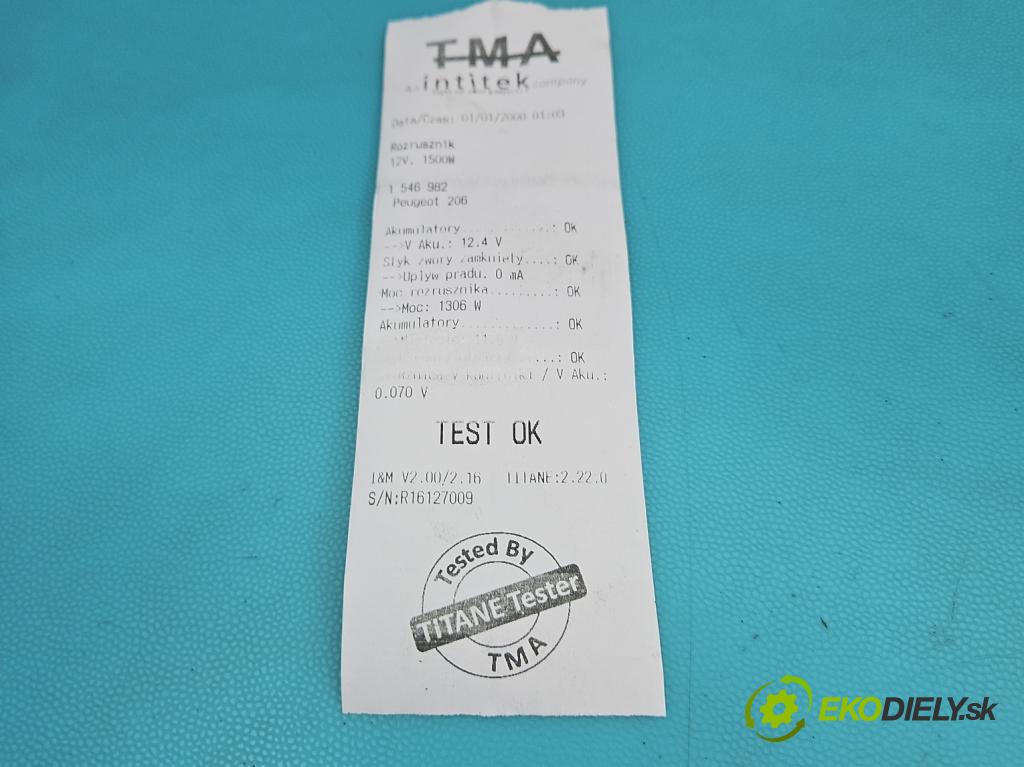 TMA
intitek company
Data/Czas: 01/01/2000 01:03
Rozrusznik
12V. 1500W
1 546 982
Peugeot 206
Akumulatory..............: OK
-->V Aku.: 12.4 V
Styk zwory zamkniety....: OK
-->Uplyw pradu. 0 mA
Moc rozrusznika.........: OK
-->Moc: 1306 W
Akumulatory.............: OK
...: OK
/ V Aku.:
0.070 V
TEST OK
I&M V2.00/2.16 TITANE:2.22.0
S/N:R16127009
Tested By
TITANE Tester
TMA
EKODIELY.sk